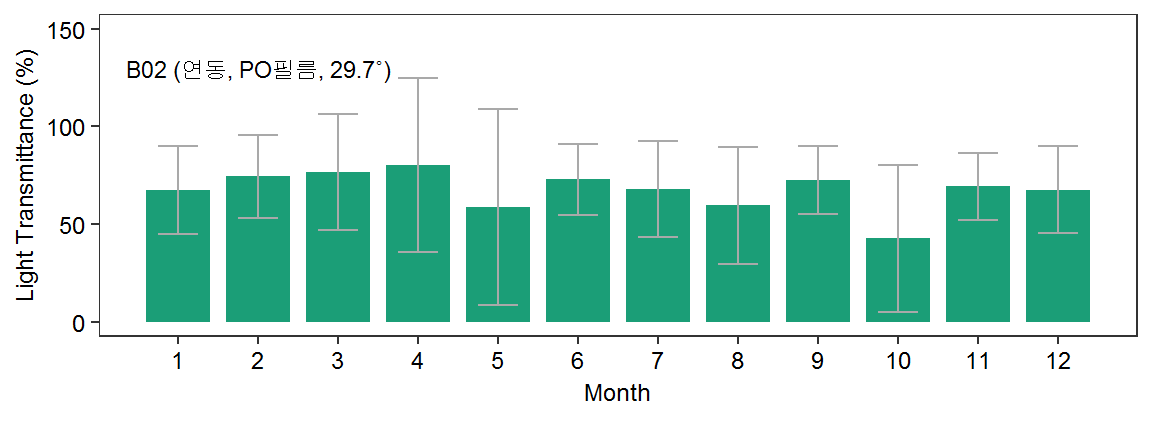 150
100
50
0
Light Transmittance (%)
B02 (연동, PO필름, 29.7˚)
1 2 3 4 5 6 7 8 9 10 11 12
Month